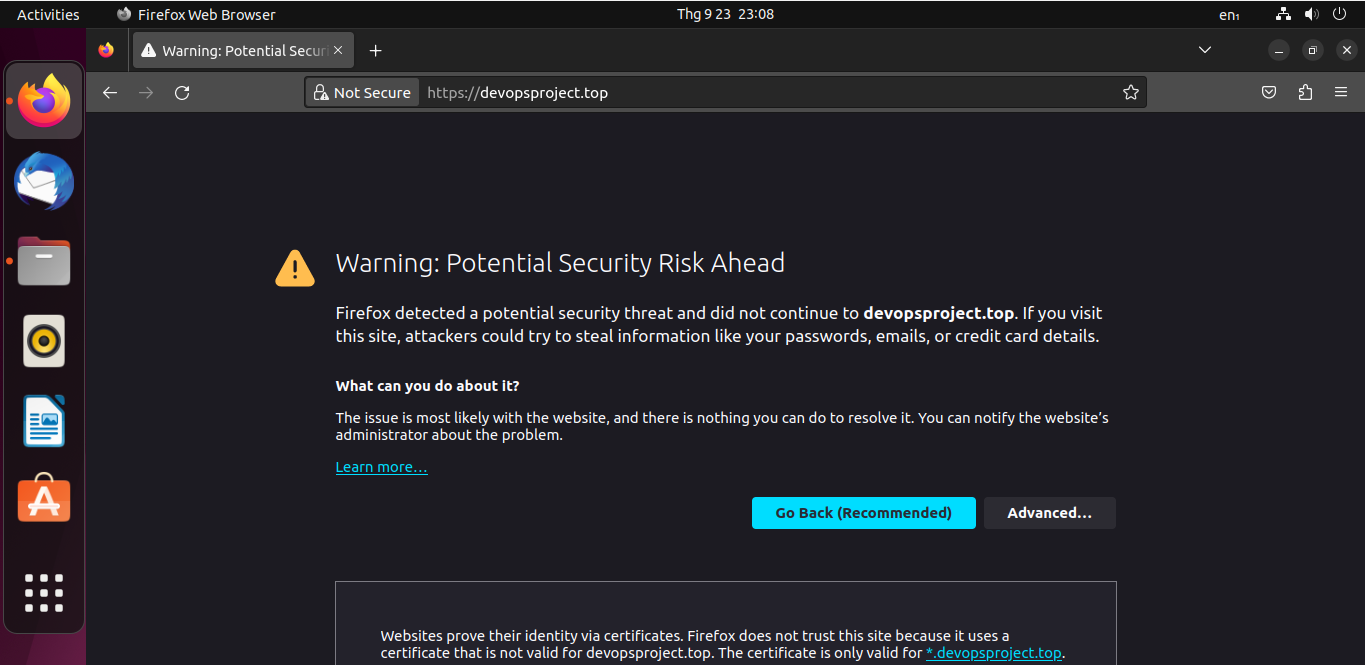 Activities Firefox Web Browser Thg 9 23 23:08 en₁
Warning: Potential Secur
Not Secure https://devopsproject.top
Warning: Potential Security Risk Ahead
Firefox detected a potential security threat and did not continue to devopsproject.top. If you visit
this site, attackers could try to steal information like your passwords, emails, or credit card details.
What can you do about it?
The issue is most likely with the website, and there is nothing you can do to resolve it. You can notify the website’s
administrator about the problem.
Learn more…
Go Back (Recommended) Advanced…
Websites prove their identity via certificates. Firefox does not trust this site because it uses a
certificate that is not valid for devopsproject.top. The certificate is only valid for *.devopsproject.top.